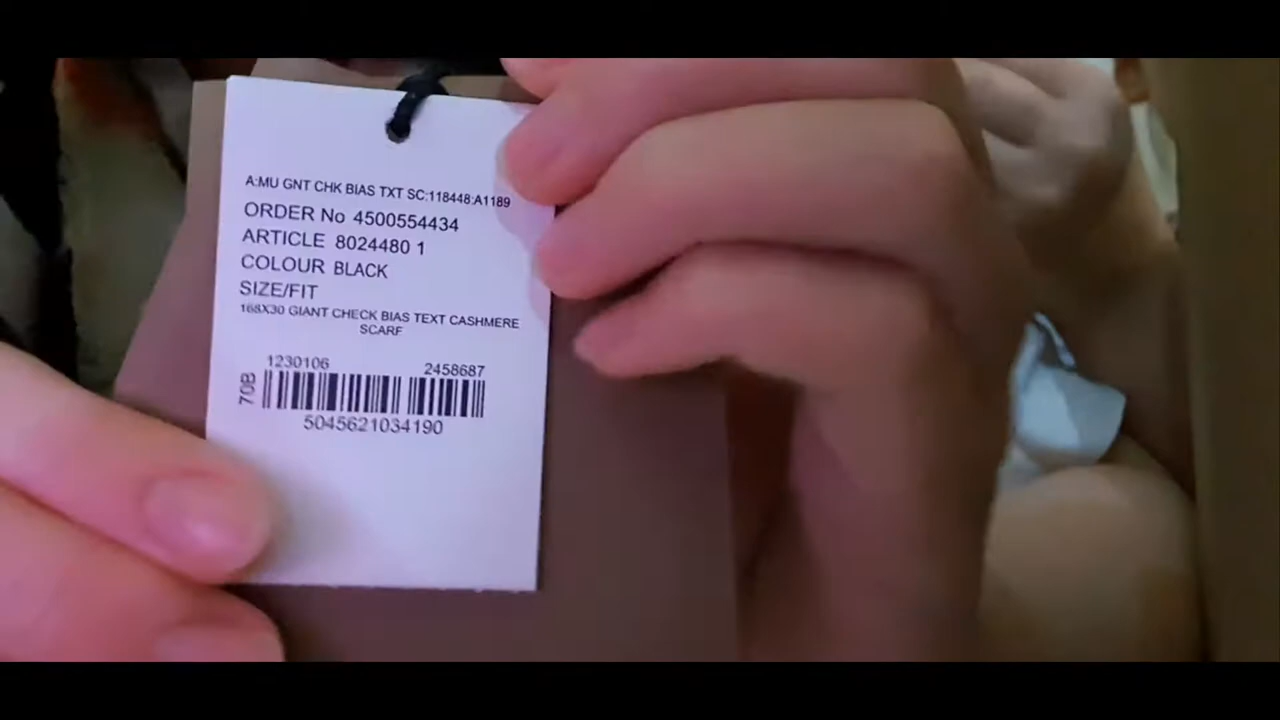 A:MU GNT CHK BIAS TXT SC:118448:A1189
ORDER No 4500554434
ARTICLE 8024480 1
COLOUR BLACK
SIZE/FIT
168X30 GIANT CHECK BIAS TEXT CASHMERE
SCARF
1230106 2458687
70B
5045621034190